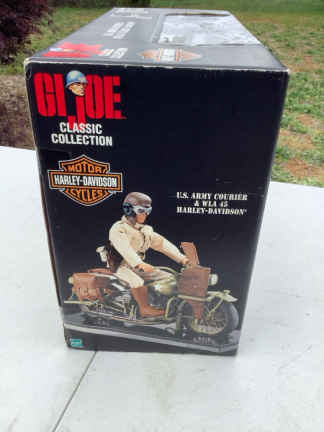 GI JOE
CLASSIC
COLLECTION
MOTOR
HARLEY-DAVIDSON
CYCLES
U.S. ARMY COURIER
& WLA 45
HARLEY-DAVIDSON®